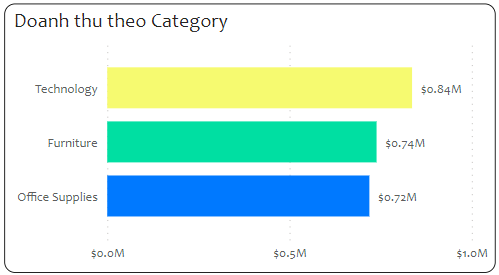 Doanh thu theo Category
Technology $0.84M
Furniture $0.74M
Office Supplies $0.72M
$0.0M $0.5M $1.0M